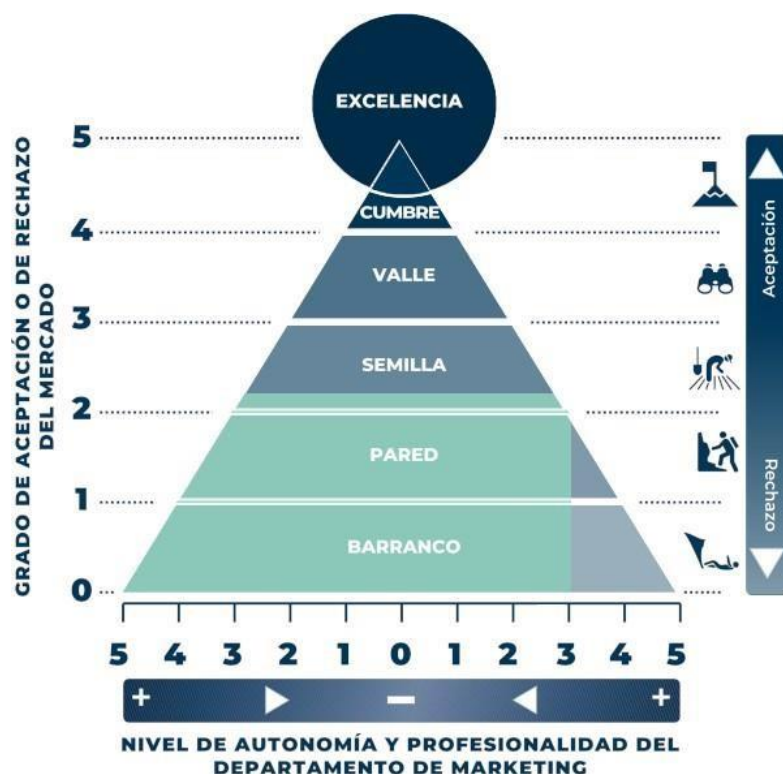 EXCELENCIA
CUMBRE
VALLE
SEMILLA
PARED
BARRANCO
GRADO DE ACEPTACIÓN O DE RECHAZO
DEL MERCADO
5
4
3
2
1
0
Aceptación
Rechazo
5 4 3 2 1 0 1 2 3 4 5
+ − +
NIVEL DE AUTONOMÍA Y PROFESIONALIDAD DEL
DEPARTAMENTO DE MARKETING